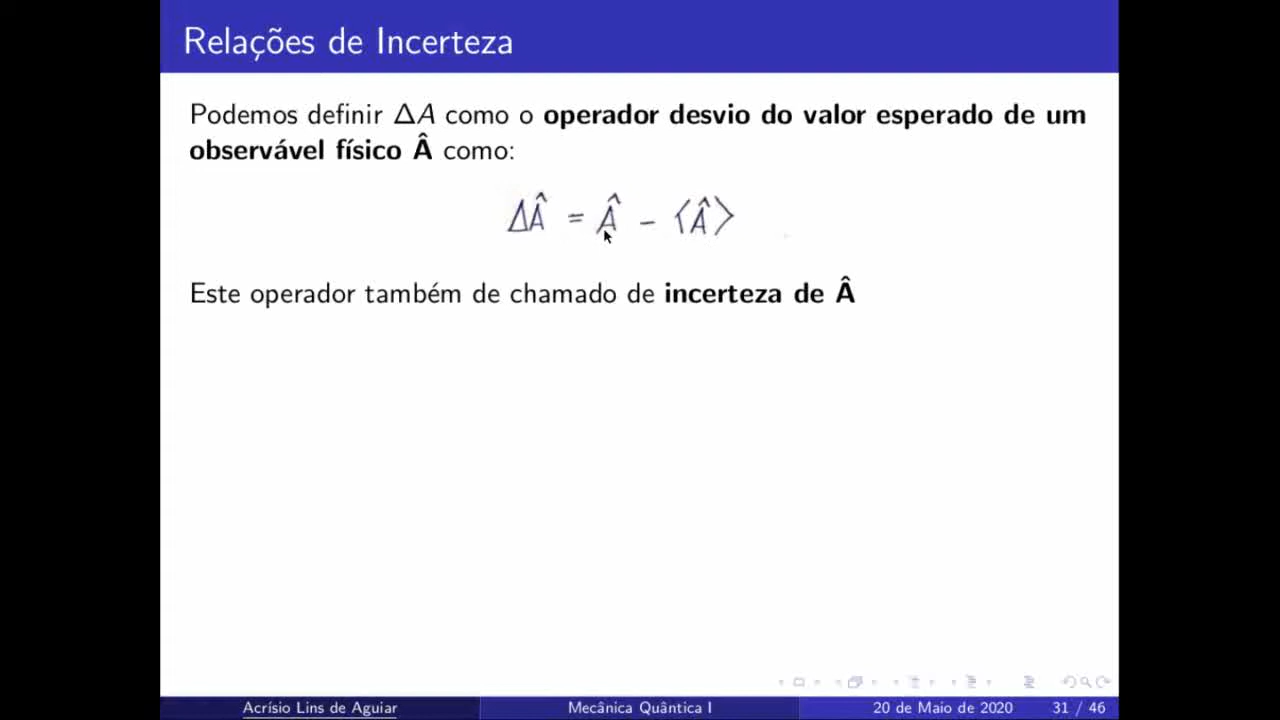 Relações de Incerteza
Podemos definir ΔA como o operador desvio do valor esperado de um
observável físico Â como:
ΔÂ = Â − ⟨Â⟩
Este operador também de chamado de incerteza de Â
Acrísio Lins de Aguiar Mecânica Quântica I 20 de Maio de 2020 31 / 46